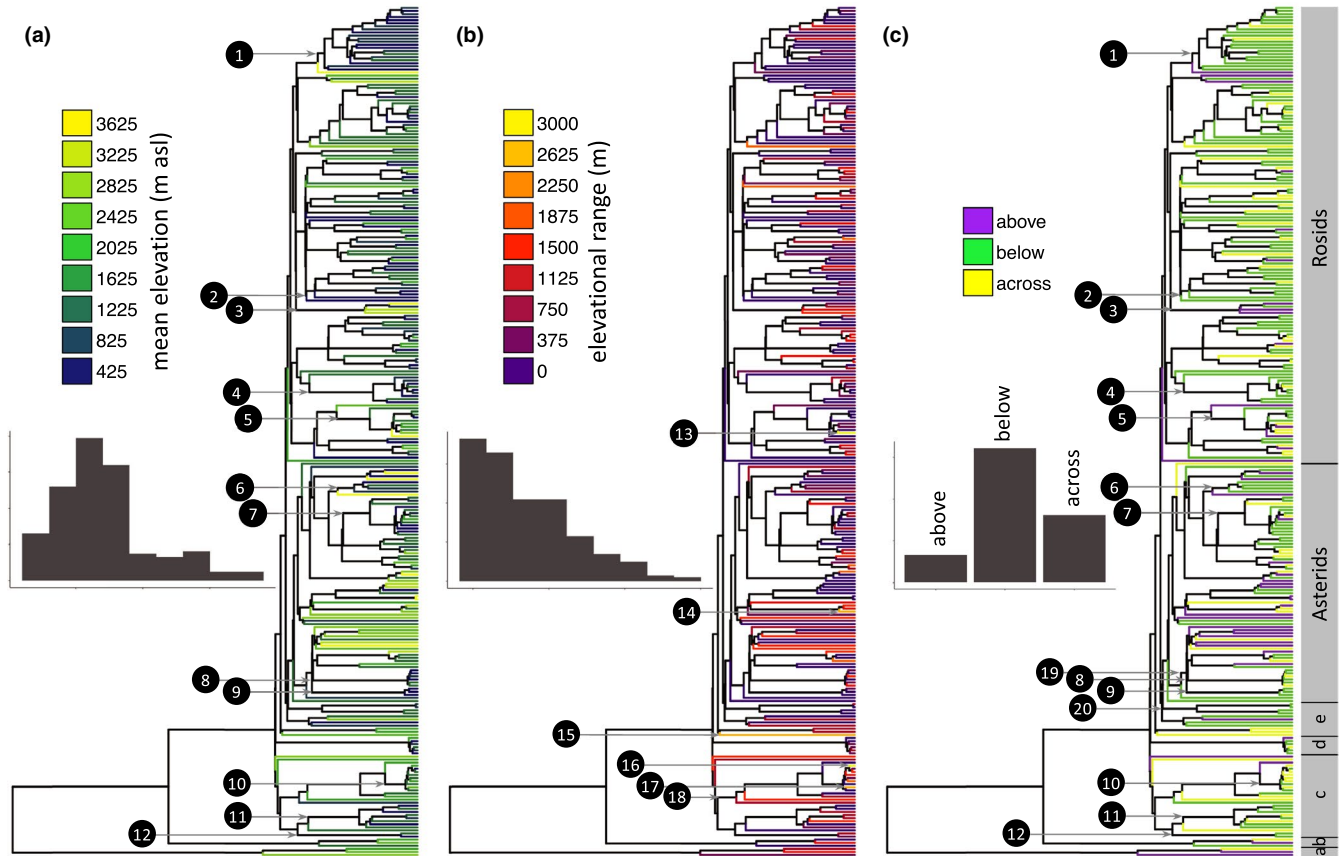 (a)
1
3625
3225
2825
2425
2025
1625
1225
825
425
mean elevation (m asl)
2
3
4
5
6
7
8
9
10
11
12
(b)
3000
2625
2250
1875
1500
1125
750
375
0
elevational range (m)
13
14
15
16
17
18
(c)
1
above
below
across
2
3
4
5
above
below
across
6
7
19
8
9
20
10
11
12
Rosids
Asterids
e
d
c
b
a